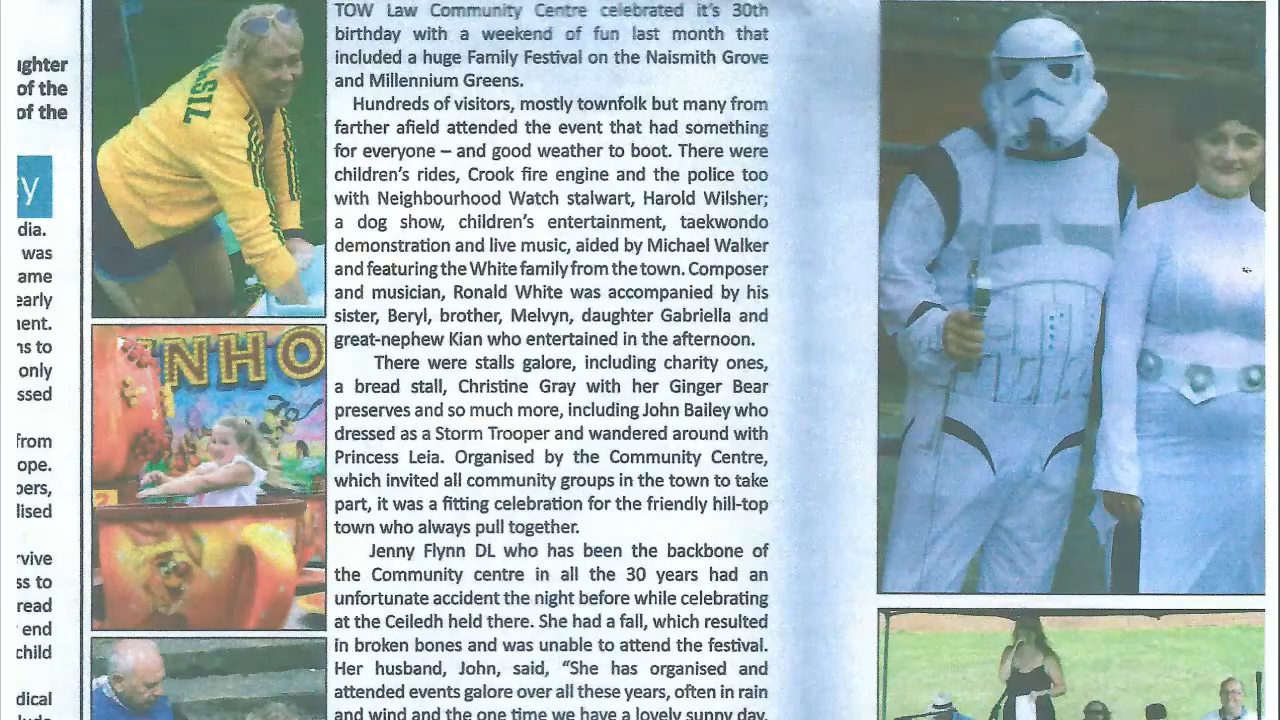 ighter
of the
of the
y
dia.
was
ame
early
ient.
ns to
only
ssed
from
ope.
pers,
lised
rvive
ss to
read
end
child
dical
TOW Law Community Centre celebrated it's 30th
birthday with a weekend of fun last month that
included a huge Family Festival on the Naismith Grove
and Millennium Greens.
Hundreds of visitors, mostly townfolk but many from
farther afield attended the event that had something
for everyone – and good weather to boot. There were
children's rides, Crook fire engine and the police too
with Neighbourhood Watch stalwart, Harold Wilsher;
a dog show, children's entertainment, taekwondo
demonstration and live music, aided by Michael Walker
and featuring the White family from the town. Composer
and musician, Ronald White was accompanied by his
sister, Beryl, brother, Melvyn, daughter Gabriella and
great-nephew Kian who entertained in the afternoon.
There were stalls galore, including charity ones,
a bread stall, Christine Gray with her Ginger Bear
preserves and so much more, including John Bailey who
dressed as a Storm Trooper and wandered around with
Princess Leia. Organised by the Community Centre,
which invited all community groups in the town to take
part, it was a fitting celebration for the friendly hill-top
town who always pull together.
Jenny Flynn DL who has been the backbone of
the Community centre in all the 30 years had an
unfortunate accident the night before while celebrating
at the Ceiledh held there. She had a fall, which resulted
in broken bones and was unable to attend the festival.
Her husband, John, said, “She has organised and
attended events galore over all these years, often in rain
and wind and the one time we have a lovely sunny day,
NHO